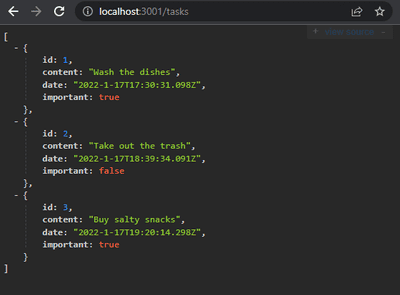 localhost:3001/tasks
[
- {
id: 1,
content: "Wash the dishes",
date: "2022-1-17T17:30:31.098Z",
important: true
},
- {
id: 2,
content: "Take out the trash",
date: "2022-1-17T18:39:34.091Z",
important: false
},
- {
id: 3,
content: "Buy salty snacks",
date: "2022-1-17T19:20:14.298Z",
important: true
}
]